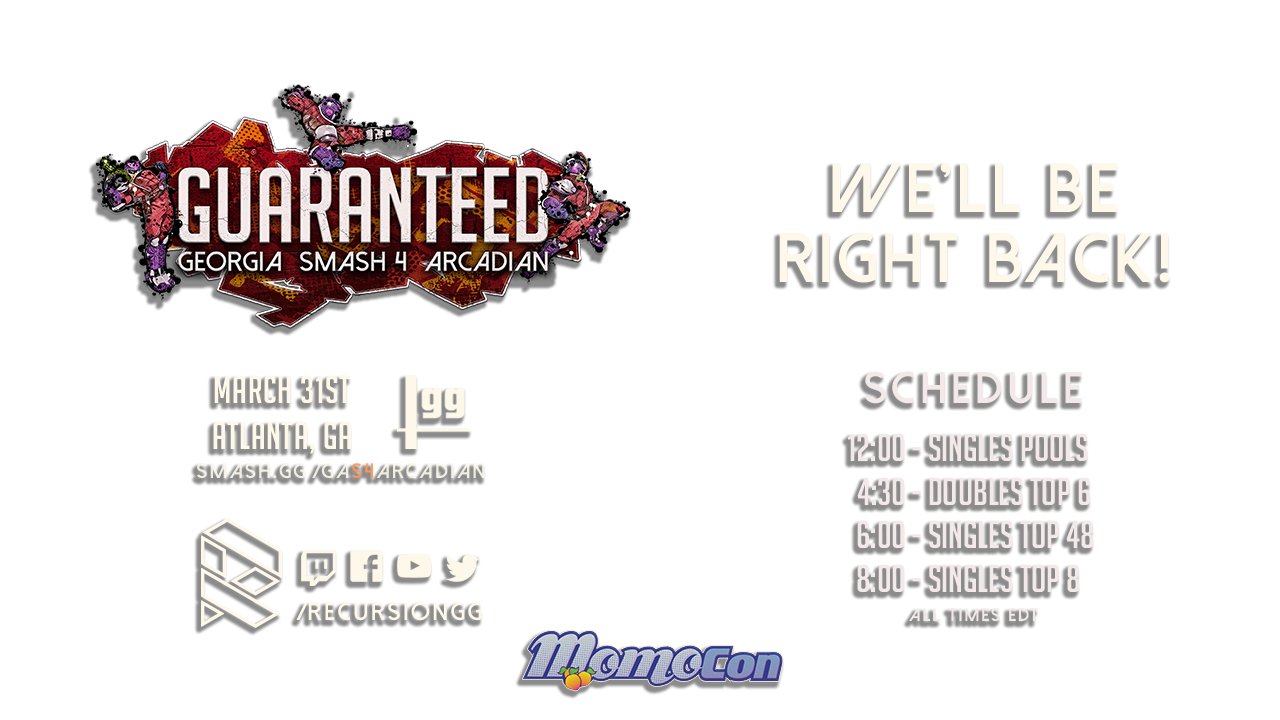 GUARANTEED
GEORGIA SMASH 4 ARCADIAN
WE'LL BE
RIGHT BACK!
MARCH 31ST
ATLANTA, GA
gg
SMASH.GG/GAS4ARCADIAN
/RECURSIONGG
SCHEDULE
12:00 - SINGLES POOLS
4:30 - DOUBLES TOP 6
6:00 - SINGLES TOP 48
8:00 - SINGLES TOP 8
ALL TIMES EDT
MomoCon